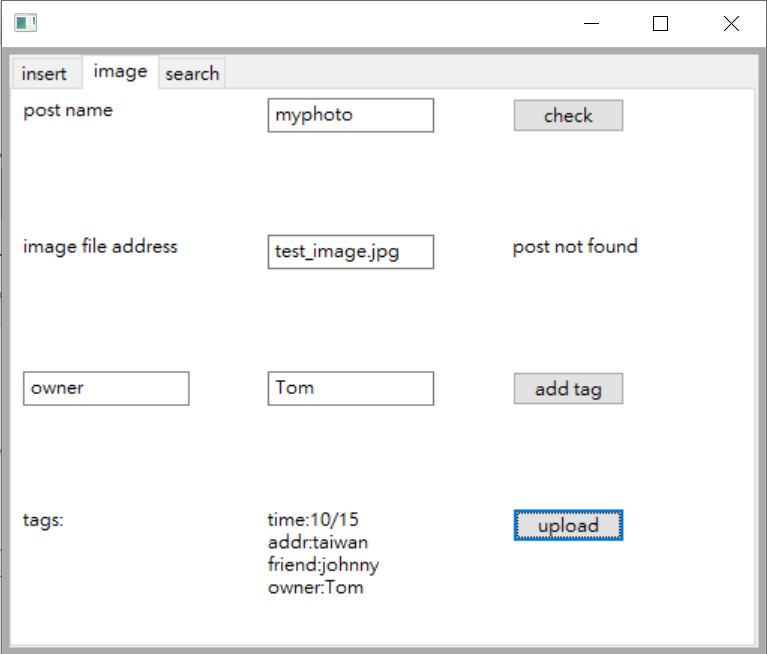 insert image search
post name myphoto check
image file address test_image.jpg post not found
owner Tom add tag
tags: time:10/15 upload
addr:taiwan
friend:johnny
owner:Tom